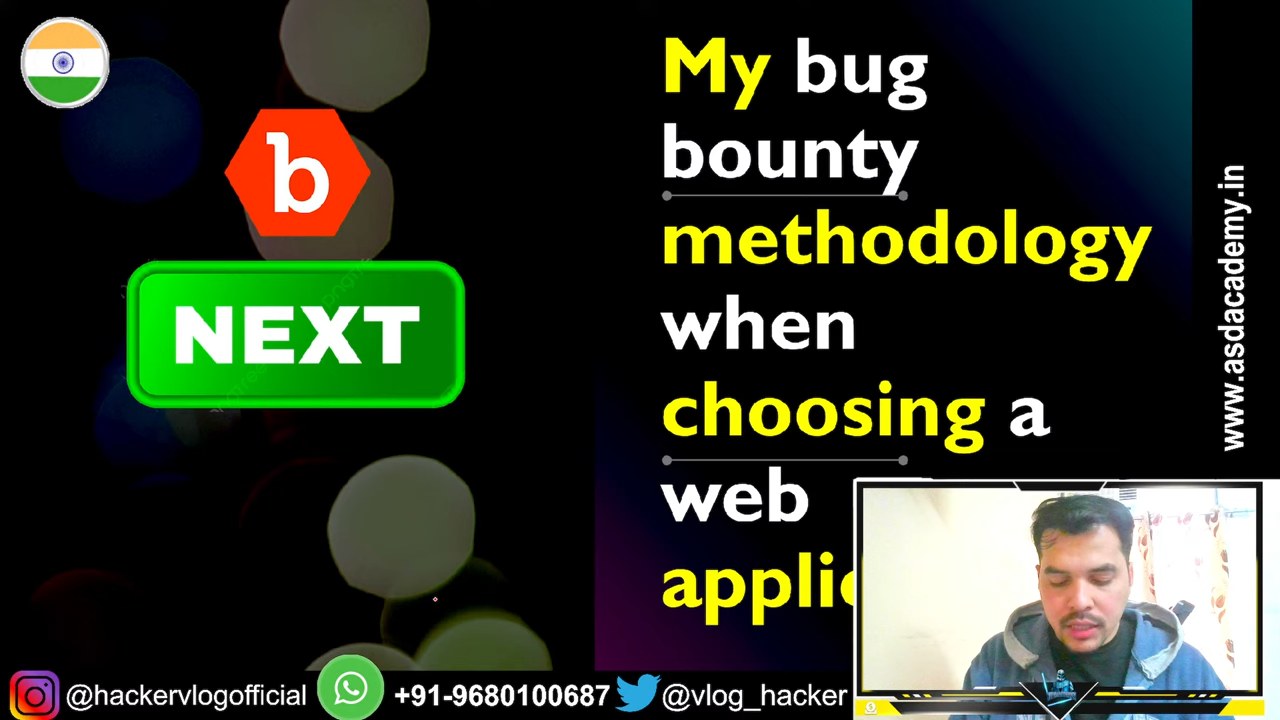 My bug
bounty
methodology
when
choosing a
web
applic
b
NEXT
www.asdacademy.in
@hackervlogofficial
+91-9680100687
@vlog_hacker